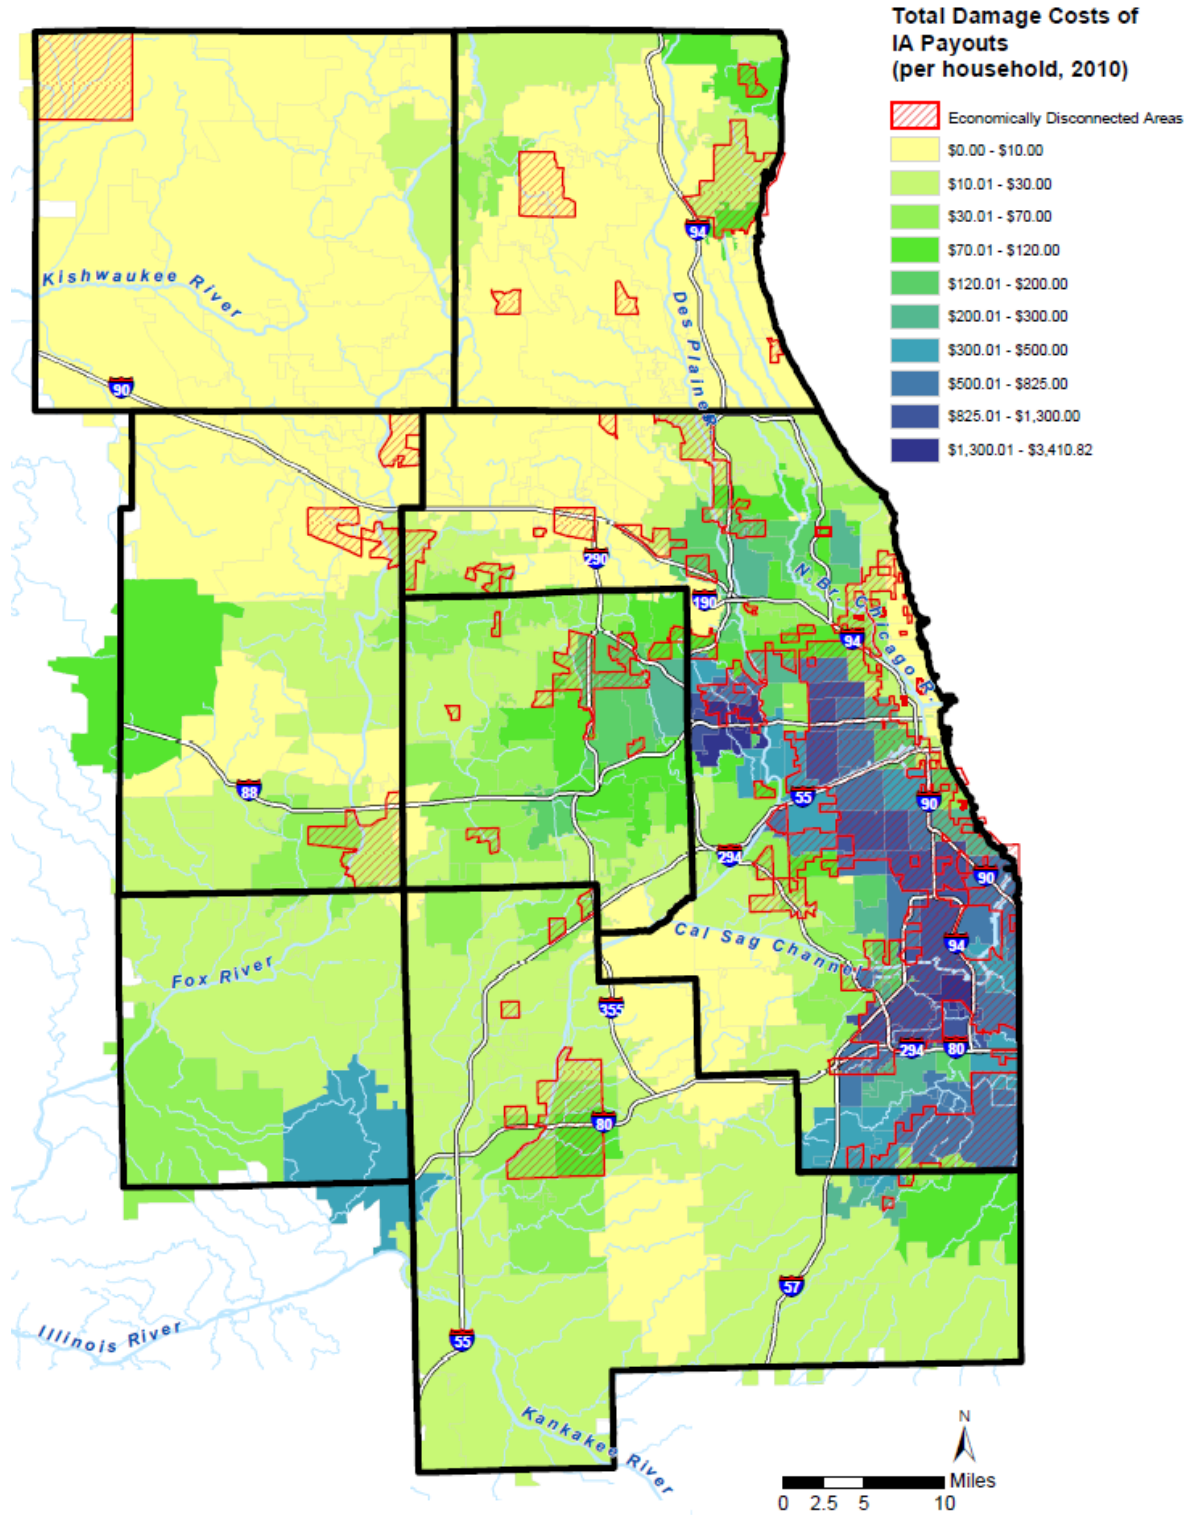 Total Damage Costs of
IA Payouts
(per household, 2010)
Economically Disconnected Areas
$0.00 - $10.00
$10.01 - $30.00
$30.01 - $70.00
$70.01 - $120.00
$120.01 - $200.00
$200.01 - $300.00
$300.01 - $500.00
$500.01 - $825.00
$825.01 - $1,300.00
$1,300.01 - $3,410.82
94
Kishwaukee River
Des Plaines R.
90
290
190
N. Br. Chicago R.
94
88
55
90
294
90
Cal Sag Channel
94
Fox River
355
294
80
80
57
Illinois River
55
Kankakee River
N
Miles
0 2.5 5 10